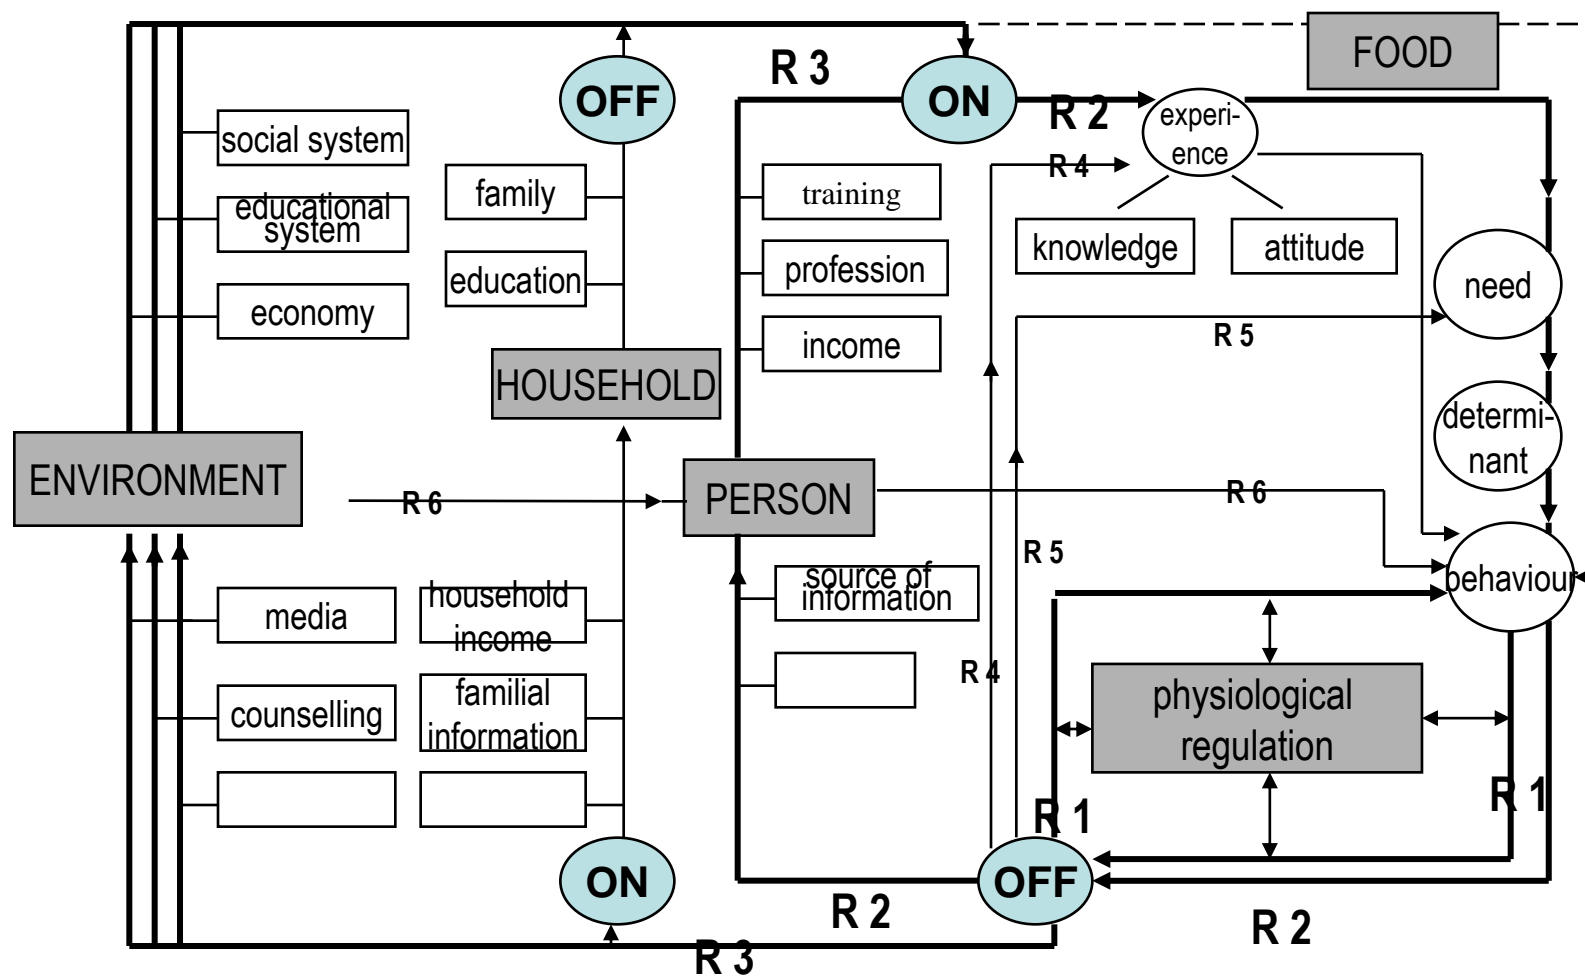 FOOD
R 3
OFF
ON
R 2
experi-
ence
social system
R 4
family
training
educational
system
knowledge
attitude
education
profession
need
economy
income
R 5
HOUSEHOLD
determi-
nant
ENVIRONMENT
R 6
PERSON
R 6
R 5
behaviour
source of
information
media
household
income
R 4
physiological
regulation
counselling
familial
information
R 1
R 1
ON
OFF
R 2
R 2
R 3